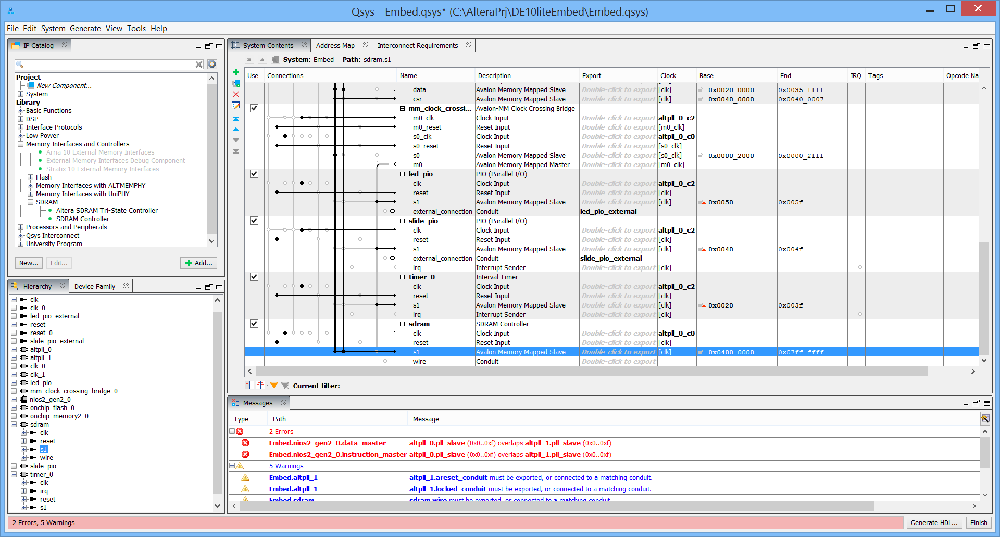 Qsys - Embed.qsys* (C:\AlteraPrj\DE10liteEmbed\Embed.qsys)
File Edit System Generate View Tools Help
IP Catalog
Project
New Component...
System
Library
Basic Functions
DSP
Interface Protocols
Low Power
Memory Interfaces and Controllers
Arria 10 External Memory Interfaces
External Memory Interfaces Debug Component
Stratix 10 External Memory Interfaces
Flash
Memory Interfaces with ALTMEMPHY
Memory Interfaces with UniPHY
SDRAM
Altera SDRAM Tri-State Controller
SDRAM Controller
Processors and Peripherals
Qsys Interconnect
University Program
New... Edit... Add...
Hierarchy Device Family
clk
clk_0
led_pio_external
reset
reset_0
slide_pio_external
altpll_0
altpll_1
clk_0
clk_1
led_pio
mm_clock_crossing_bridge_0
nios2_gen2_0
onchip_flash_0
onchip_memory2_0
sdram
clk
reset
s1
wire
slide_pio
timer_0
clk
irq
reset
s1
System Contents Address Map Interconnect Requirements
System: Embed Path: sdram.s1
Use Connections Name Description Export Clock Base End IRQ Tags Opcode Na
data Avalon Memory Mapped Slave Double-click to export [clk] 0x0020_0000 0x0035_ffff
csr Avalon Memory Mapped Slave Double-click to export [clk] 0x0040_0000 0x0040_0007
mm_clock_crossi... Avalon-MM Clock Crossing Bridge
m0_clk Clock Input Double-click to export altpll_0_c2
m0_reset Reset Input Double-click to export [m0_clk]
s0_clk Clock Input Double-click to export altpll_0_c0
s0_reset Reset Input Double-click to export [s0_clk]
s0 Avalon Memory Mapped Slave Double-click to export [s0_clk] 0x0000_2000 0x0000_2fff
m0 Avalon Memory Mapped Master Double-click to export [m0_clk]
led_pio PIO (Parallel I/O)
clk Clock Input Double-click to export altpll_0_c2
reset Reset Input Double-click to export [clk]
s1 Avalon Memory Mapped Slave Double-click to export [clk] 0x0050 0x005f
external_connection Conduit led_pio_external
slide_pio PIO (Parallel I/O)
clk Clock Input Double-click to export altpll_0_c2
reset Reset Input Double-click to export [clk]
s1 Avalon Memory Mapped Slave Double-click to export [clk] 0x0040 0x004f
external_connection Conduit slide_pio_external
irq Interrupt Sender Double-click to export [clk]
timer_0 Interval Timer
clk Clock Input Double-click to export altpll_0_c2
reset Reset Input Double-click to export [clk]
s1 Avalon Memory Mapped Slave Double-click to export [clk] 0x0020 0x003f
irq Interrupt Sender Double-click to export [clk]
sdram SDRAM Controller
clk Clock Input Double-click to export altpll_0_c0
reset Reset Input Double-click to export [clk]
s1 Avalon Memory Mapped Slave Double-click to export [clk] 0x0400_0000 0x07ff_ffff
wire Conduit Double-click to export
Current filter:
Messages
Type Path Message
2 Errors
Embed.nios2_gen2_0.data_master altpll_0.pll_slave (0x0..0xf) overlaps altpll_1.pll_slave (0x0..0xf)
Embed.nios2_gen2_0.instruction_master altpll_0.pll_slave (0x0..0xf) overlaps altpll_1.pll_slave (0x0..0xf)
5 Warnings
Embed.altpll_1 altpll_1.areset_conduit must be exported, or connected to a matching conduit.
Embed.altpll_1 altpll_1.locked_conduit must be exported, or connected to a matching conduit.
Embed.sdram sdram.wire must be exported, or connected to a matching conduit.
2 Errors, 5 Warnings
Generate HDL... Finish